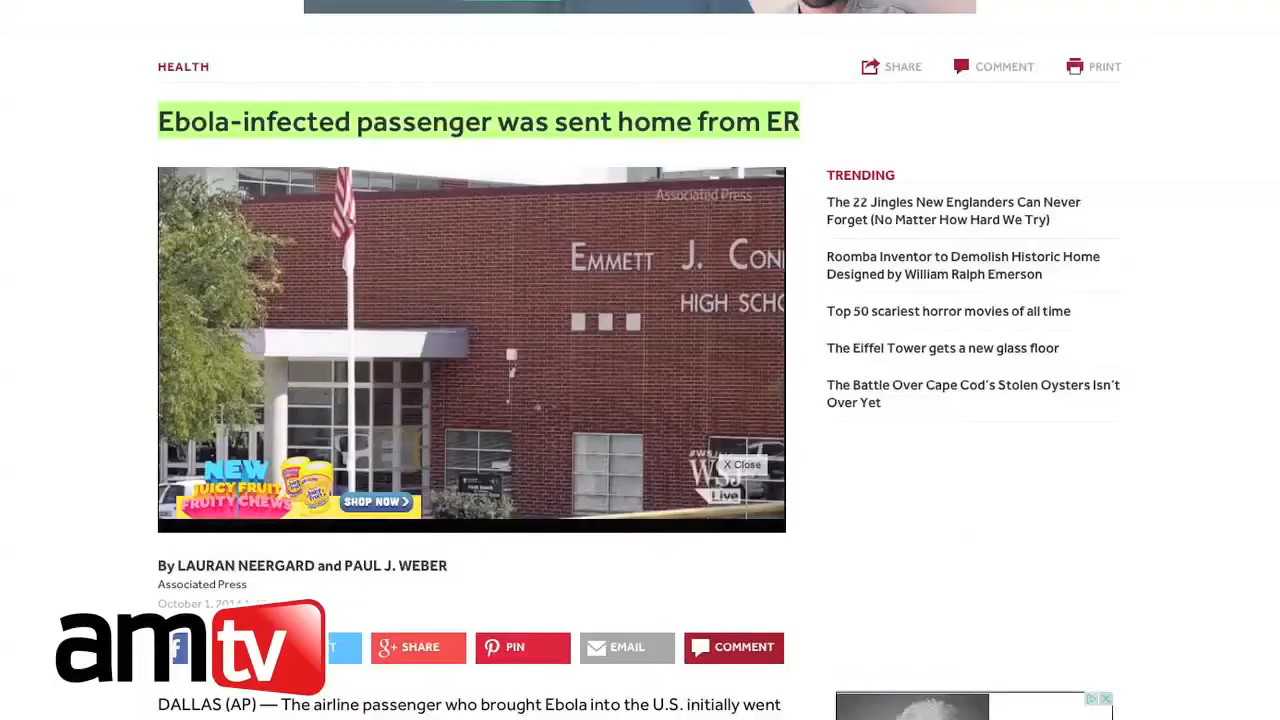 HEALTH
SHARE
COMMENT
PRINT
Ebola-infected passenger was sent home from ER
Associated Press
EMMETT J. CON
HIGH SCHO
WSJ
Live
X Close
NEW
JUICY FRUIT
FRUITY CHEWS
SHOP NOW >
By LAURAN NEERGARD and PAUL J. WEBER
Associated Press
October 1, 2014
f
T
g+ SHARE
PIN
EMAIL
COMMENT
amtv
DALLAS (AP) — The airline passenger who brought Ebola into the U.S. initially went
TRENDING
The 22 Jingles New Englanders Can Never
Forget (No Matter How Hard We Try)
Roomba Inventor to Demolish Historic Home
Designed by William Ralph Emerson
Top 50 scariest horror movies of all time
The Eiffel Tower gets a new glass floor
The Battle Over Cape Cod's Stolen Oysters Isn't
Over Yet